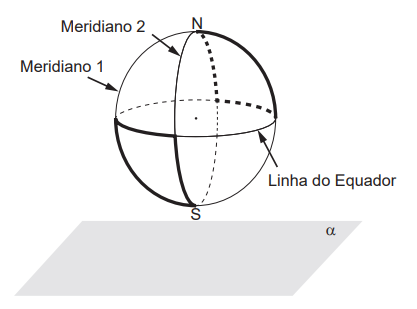 Meridiano 2
N
Meridiano 1
Linha do Equador
S
α